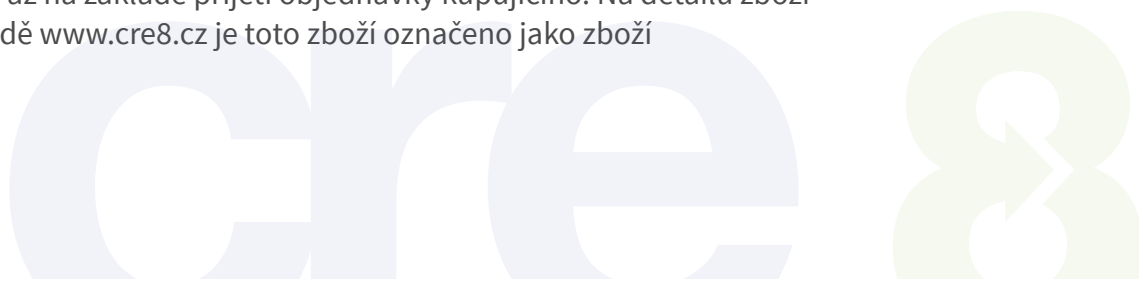 až na základě přijetí objednávky kupujícího. Na detailu zboží
dě www.cre8.cz je toto zboží označeno jako zboží
cre8